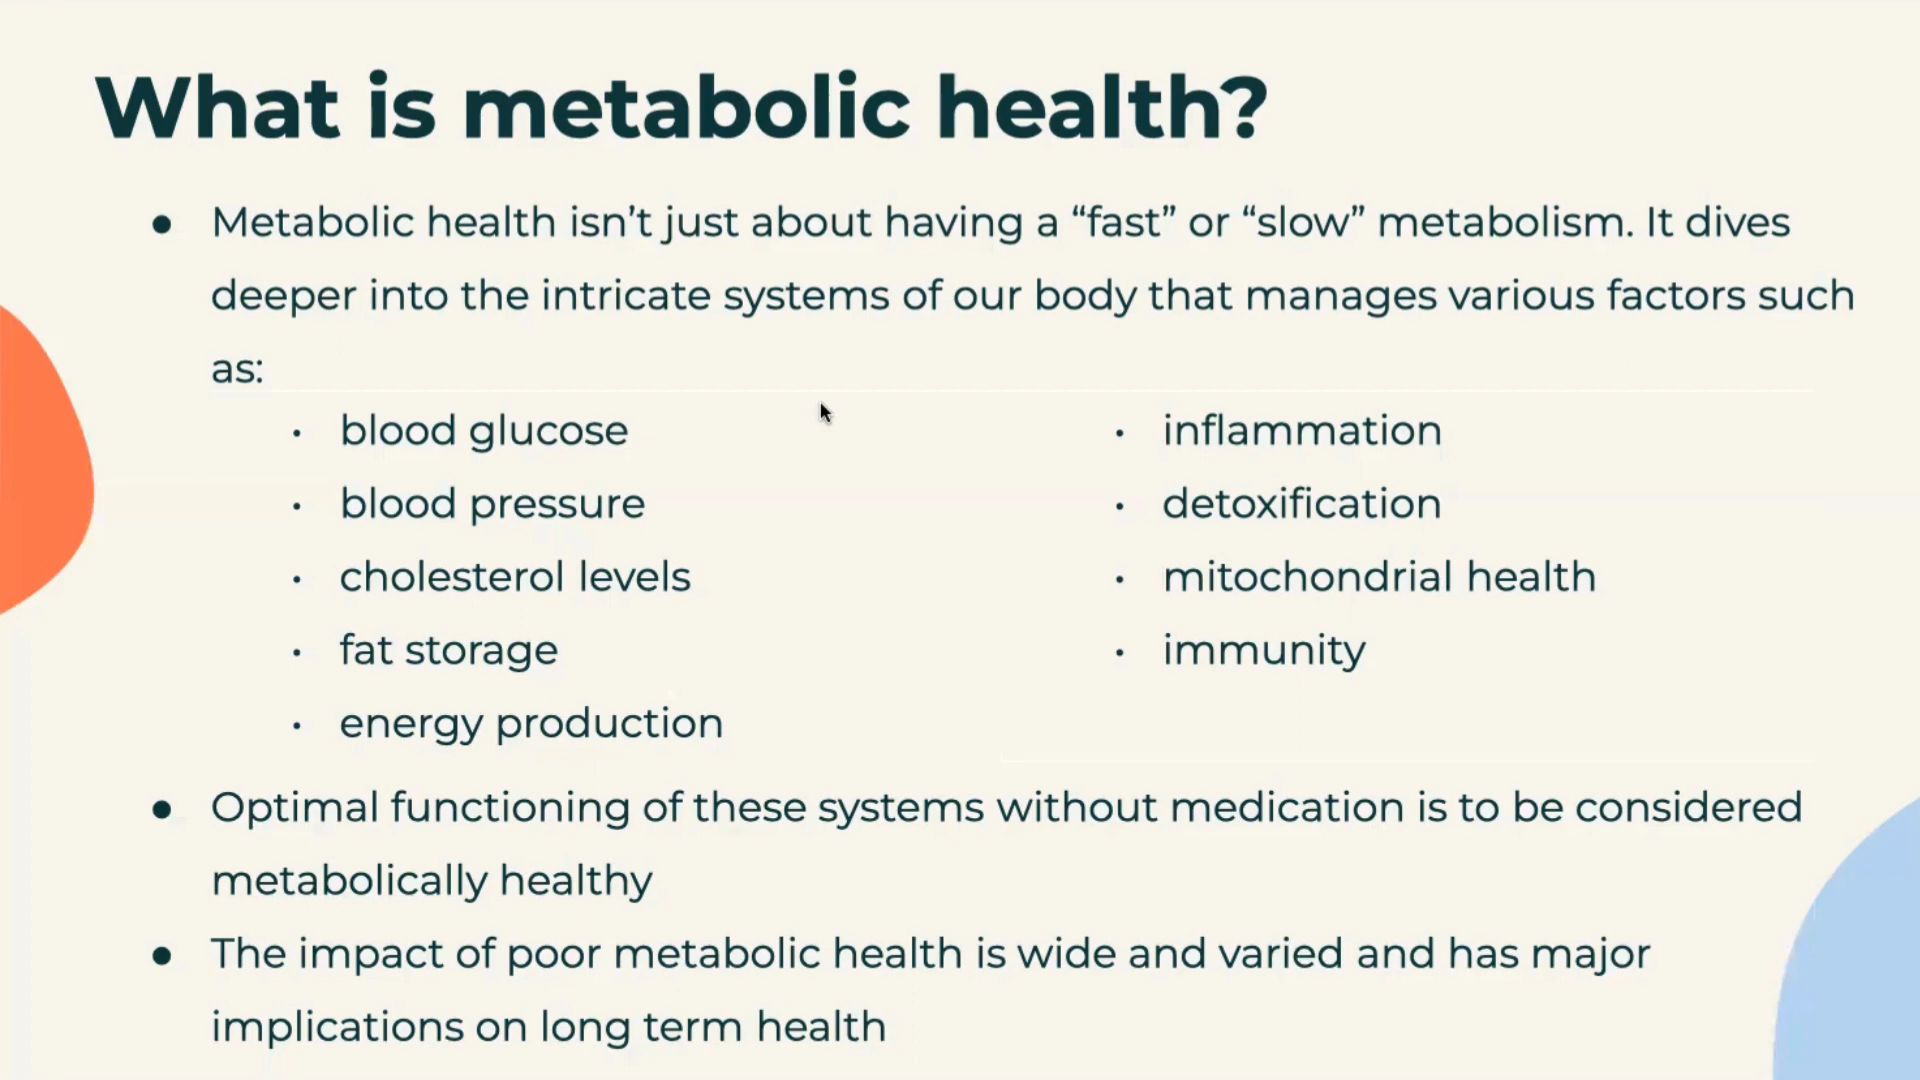 What is metabolic health?
● Metabolic health isn’t just about having a “fast” or “slow” metabolism. It dives
deeper into the intricate systems of our body that manages various factors such
as:
• blood glucose
• blood pressure
• cholesterol levels
• fat storage
• energy production
• inflammation
• detoxification
• mitochondrial health
• immunity
● Optimal functioning of these systems without medication is to be considered
metabolically healthy
● The impact of poor metabolic health is wide and varied and has major
implications on long term health